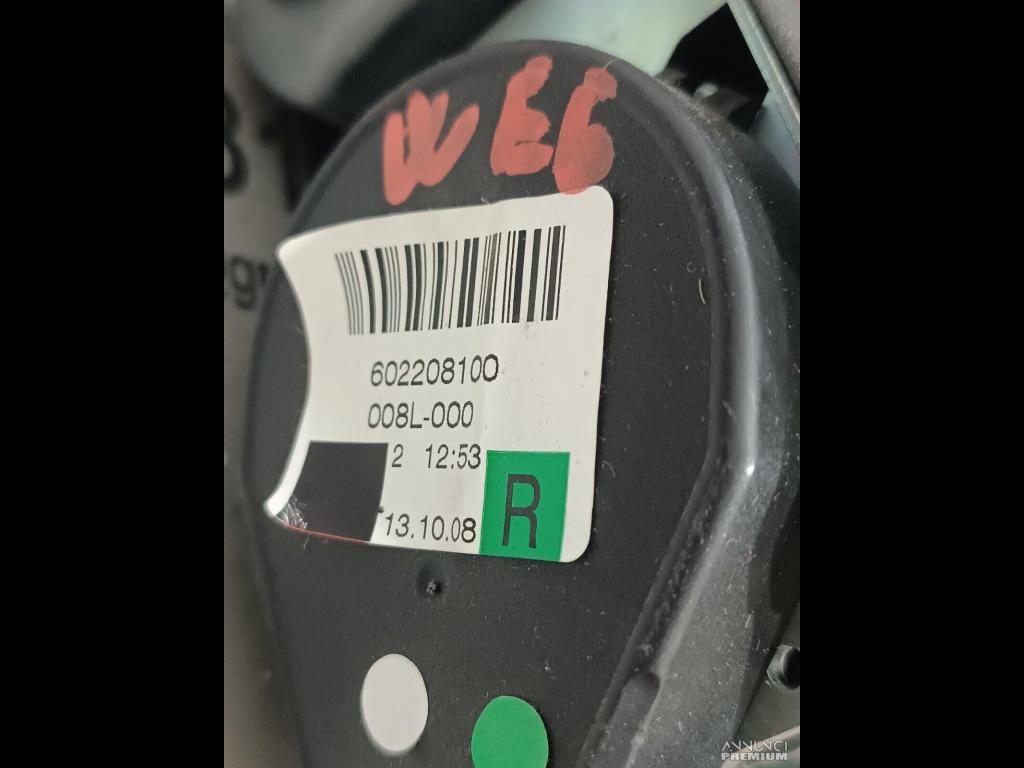 WE6
602208100
008L-000
2 12:53
13.10.08
R
ANNUNCI
PREMIUM